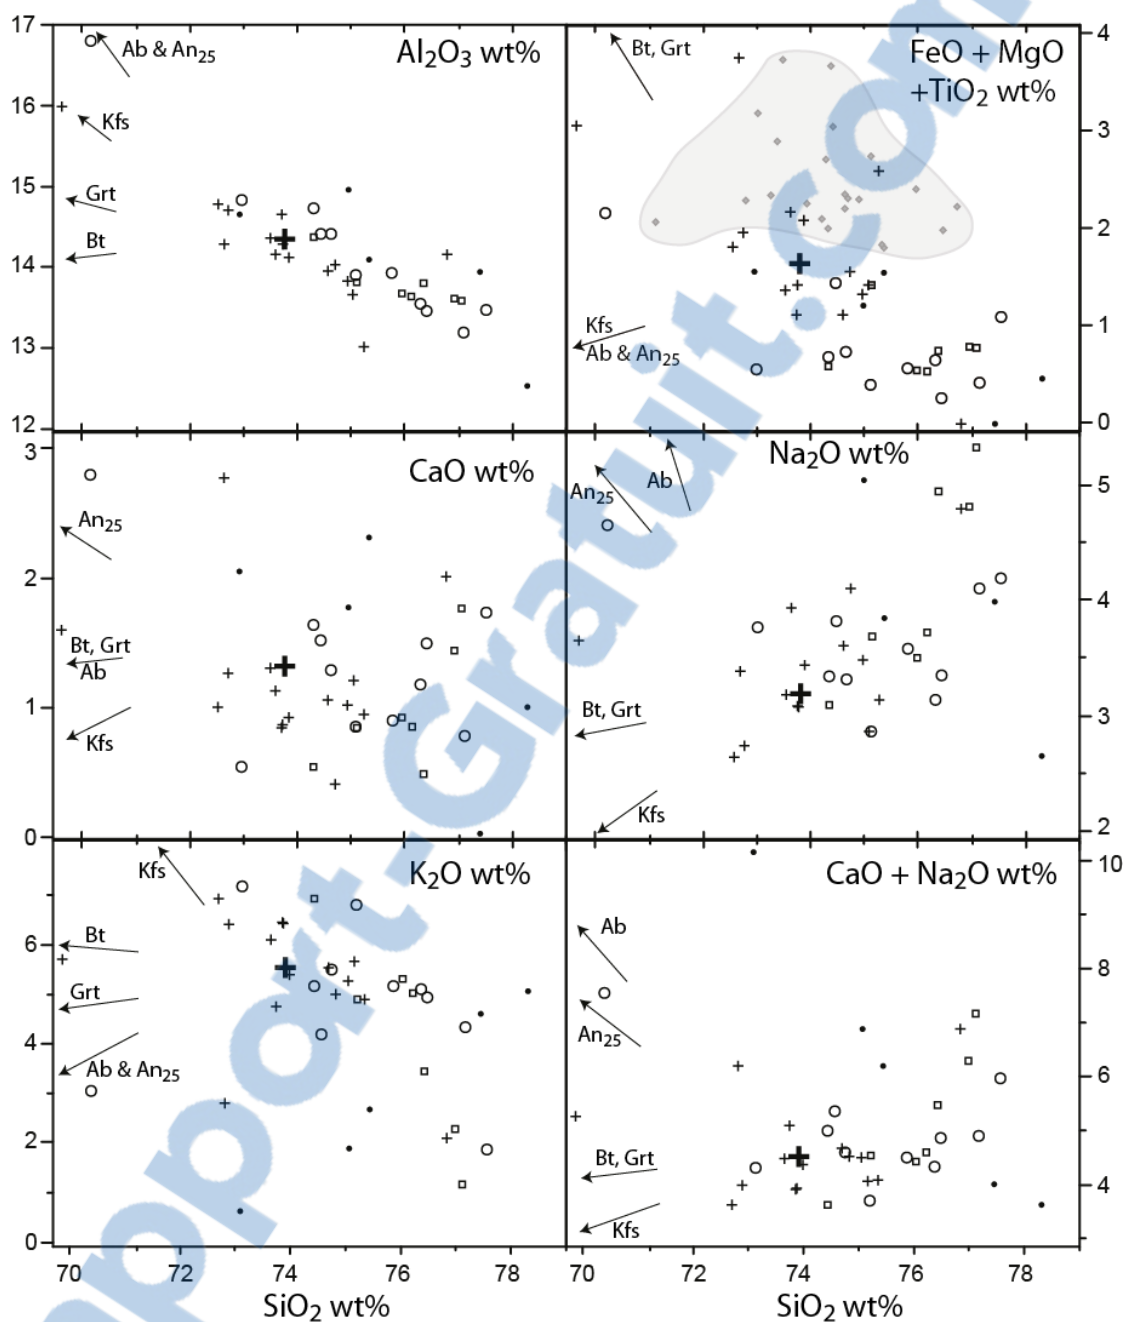 17
16
15
14
13
12
Al₂O₃ wt%
Ab & An₂₅
Kfs
Grt
Bt
FeO + MgO
+TiO₂ wt%
Bt, Grt
Kfs
Ab & An₂₅
4
3
2
1
0
3
2
1
0
CaO wt%
An₂₅
Bt, Grt
Ab
Kfs
Na₂O wt%
An₂₅
Ab
Bt, Grt
Kfs
5
4
3
2
6
4
2
0
K₂O wt%
Kfs
Bt
Grt
Ab & An₂₅
CaO + Na₂O wt%
Ab
An₂₅
Bt, Grt
Kfs
10
8
6
4
70 72 74 76 78
SiO₂ wt%
70 72 74 76 78
SiO₂ wt%
pport-Gratuit.com